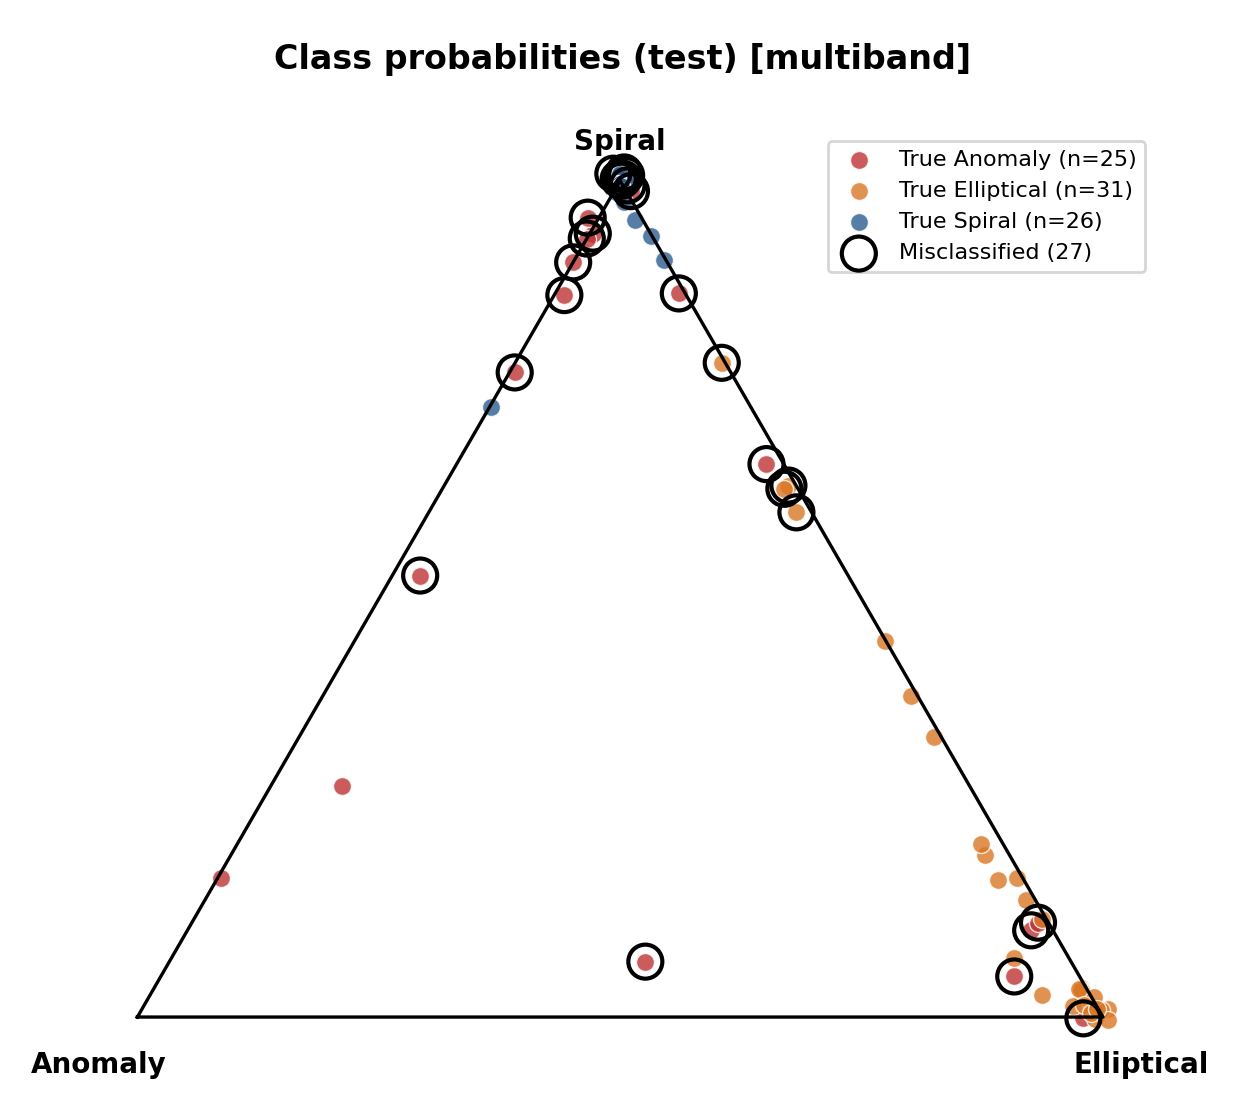 Class probabilities (test) [multiband]
Spiral
True Anomaly (n=25)
True Elliptical (n=31)
True Spiral (n=26)
Misclassified (27)
Anomaly
Elliptical